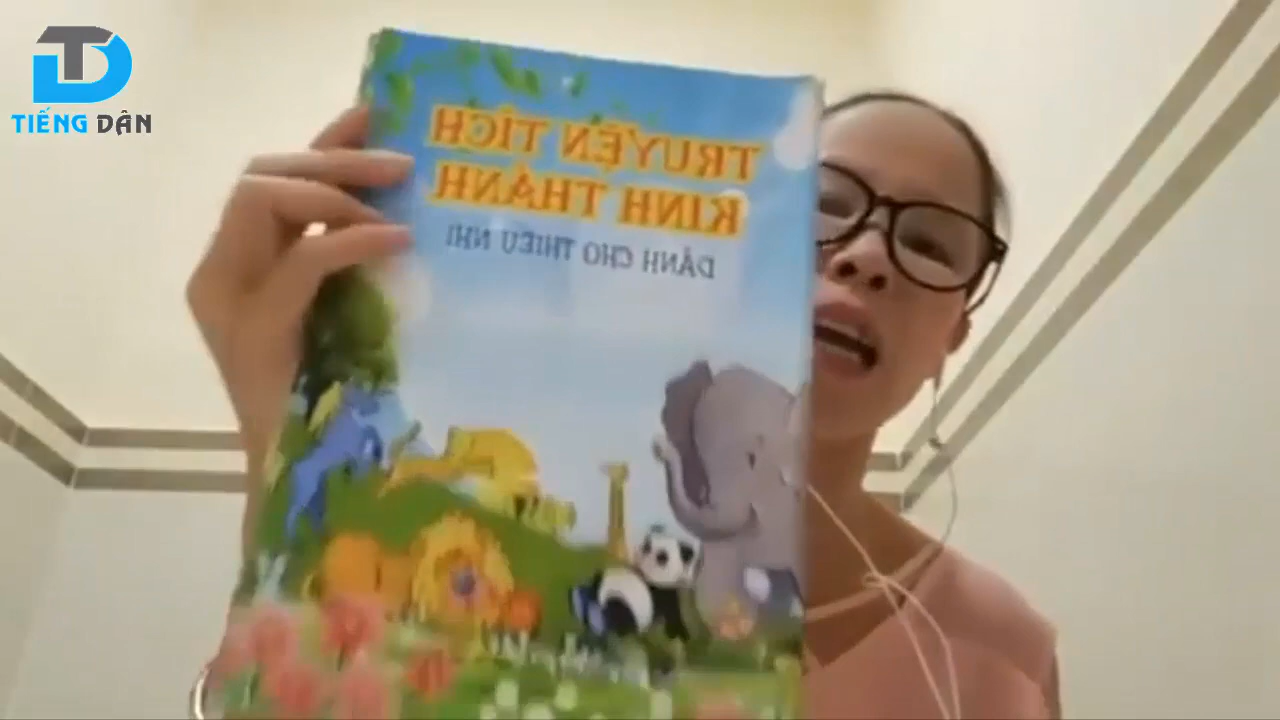 TIẾNG DÂN
TRUYỆN TÍCH
KINH THÁNH
DÀNH CHO THIẾU NHI